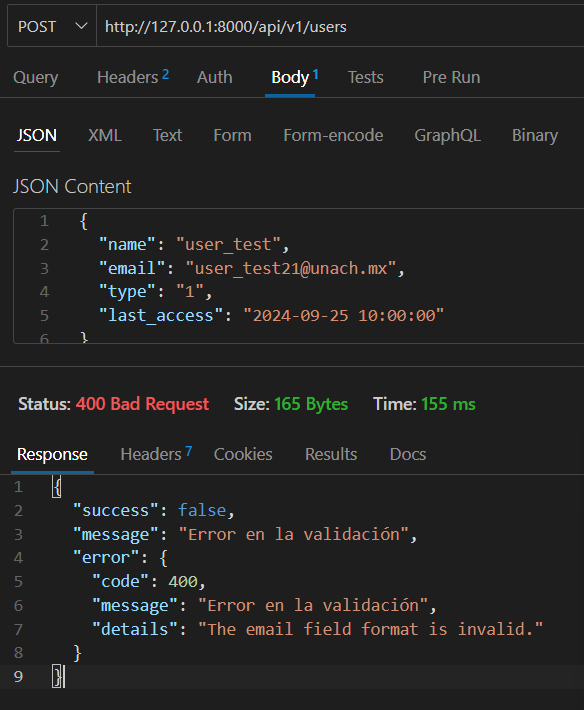 POST http://127.0.0.1:8000/api/v1/users
Query Headers 2 Auth Body 1 Tests Pre Run
JSON XML Text Form Form-encode GraphQL Binary
JSON Content
1 {
2 "name": "user_test",
3 "email": "user_test21@unach.mx",
4 "type": "1",
5 "last_access": "2024-09-25 10:00:00"
6 }
Status: 400 Bad Request Size: 165 Bytes Time: 155 ms
Response Headers 7 Cookies Results Docs
1 {
2 "success": false,
3 "message": "Error en la validación",
4 "error": {
5 "code": 400,
6 "message": "Error en la validación",
7 "details": "The email field format is invalid."
8 }
9 }